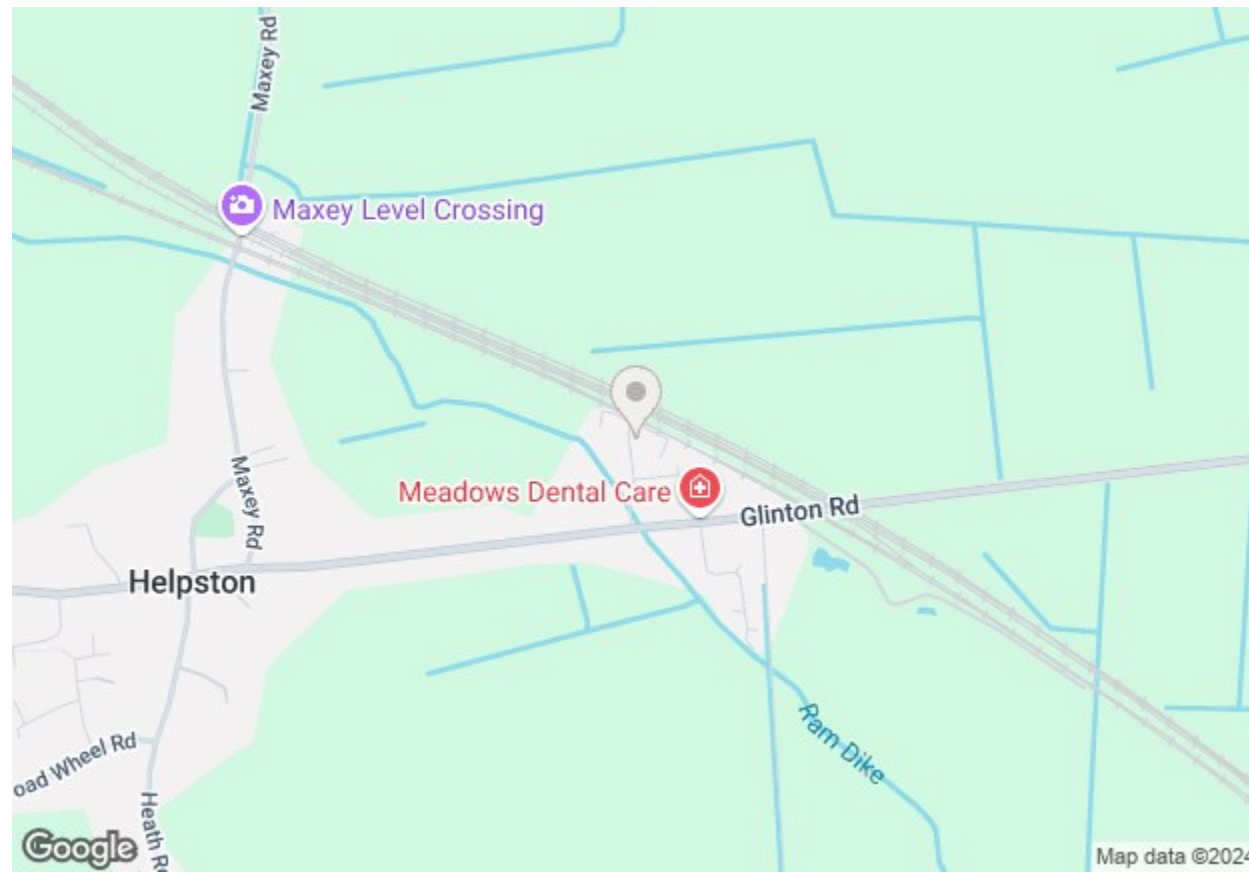 Maxey Rd
Maxey Level Crossing
Meadows Dental Care
Glinton Rd
Maxey Rd
Helpston
Ram Dike
oad Wheel Rd
Heath R
Google
Map data ©2024